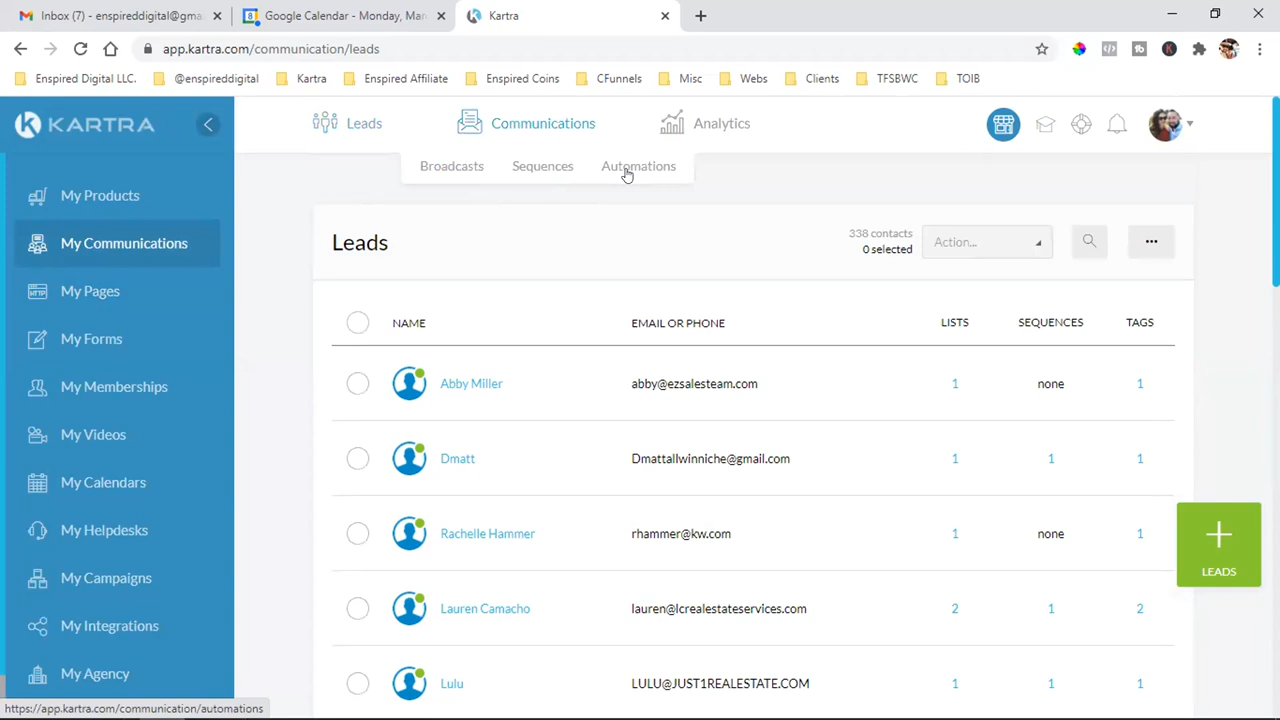 Inbox (7) - enspireddigital@gma
Google Calendar - Monday, Mar
Kartra
app.kartra.com/communication/leads
Enspired Digital LLC.
@enspireddigital
Kartra
Enspired Affiliate
Enspired Coins
CFunnels
Misc
Webs
Clients
TFSBWC
TOIB
KARTRA
Leads
Communications
Analytics
Broadcasts
Sequences
Automations
My Products
My Communications
My Pages
My Forms
My Memberships
My Videos
My Calendars
My Helpdesks
My Campaigns
My Integrations
My Agency
Leads
338 contacts
0 selected
Action...
NAME EMAIL OR PHONE LISTS SEQUENCES TAGS
Abby Miller abby@ezsalesteam.com 1 none 1
Dmatt Dmattallwinniche@gmail.com 1 1 1
Rachelle Hammer rhammer@kw.com 1 none 1
Lauren Camacho lauren@lcrealestateservices.com 2 1 2
Lulu LULU@JUST1REALESTATE.COM 1 1 1
LEADS
https://app.kartra.com/communication/automations